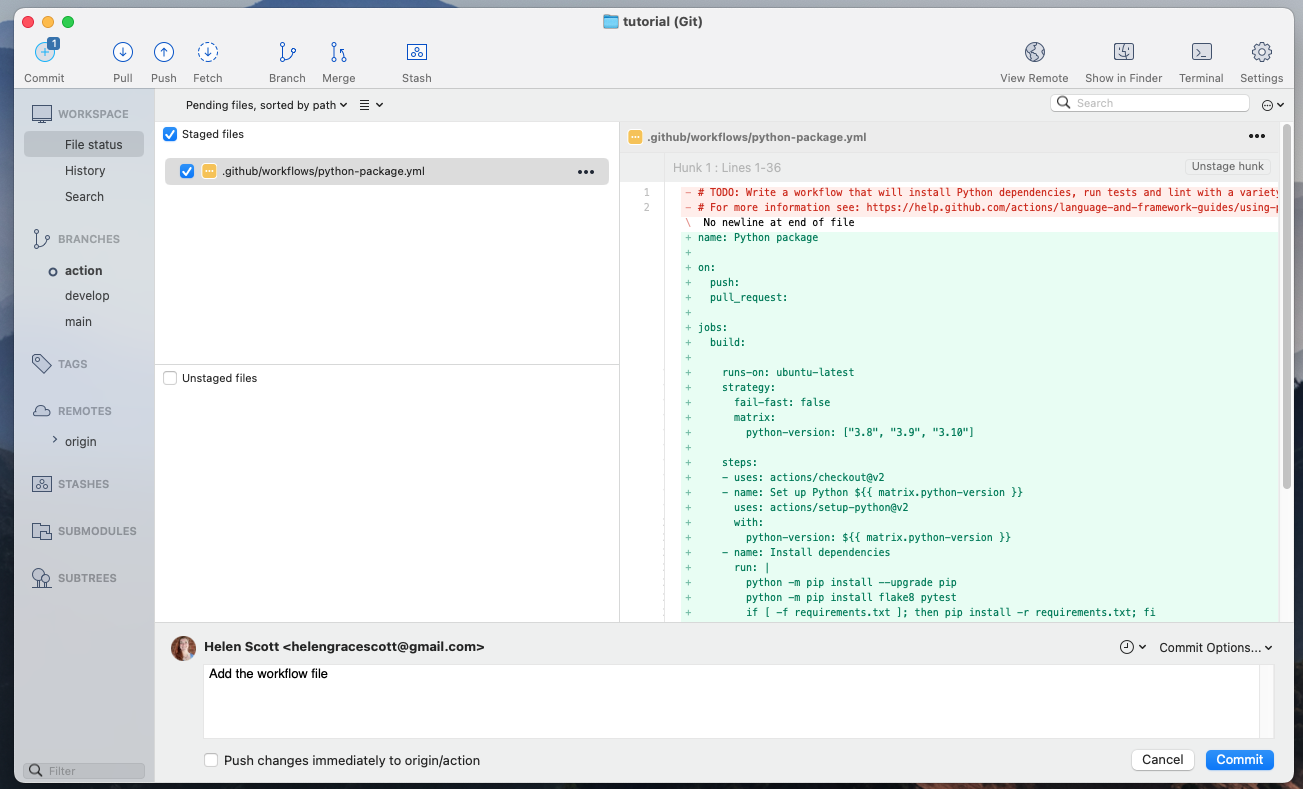 tutorial (Git)
1
Commit
Pull
Push
Fetch
Branch
Merge
Stash
View Remote
Show in Finder
Terminal
Settings
WORKSPACE
File status
History
Search
BRANCHES
action
develop
main
TAGS
REMOTES
origin
STASHES
SUBMODULES
SUBTREES
Filter
Pending files, sorted by path
Search
Staged files
.github/workflows/python-package.yml
Unstaged files
.github/workflows/python-package.yml
Hunk 1 : Lines 1-36
Unstage hunk
1 - # TODO: Write a workflow that will install Python dependencies, run tests and lint with a variety
2 - # For more information see: https://help.github.com/actions/language-and-framework-guides/using-p
\ No newline at end of file
+ name: Python package
+
+ on:
+   push:
+   pull_request:
+
+ jobs:
+   build:
+
+     runs-on: ubuntu-latest
+     strategy:
+       fail-fast: false
+       matrix:
+         python-version: ["3.8", "3.9", "3.10"]
+
+     steps:
+     - uses: actions/checkout@v2
+     - name: Set up Python ${{ matrix.python-version }}
+       uses: actions/setup-python@v2
+       with:
+         python-version: ${{ matrix.python-version }}
+     - name: Install dependencies
+       run: |
+         python -m pip install --upgrade pip
+         python -m pip install flake8 pytest
+         if [ -f requirements.txt ]; then pip install -r requirements.txt; fi
Helen Scott <helengracescott@gmail.com>
Commit Options...
Add the workflow file
Push changes immediately to origin/action
Cancel
Commit